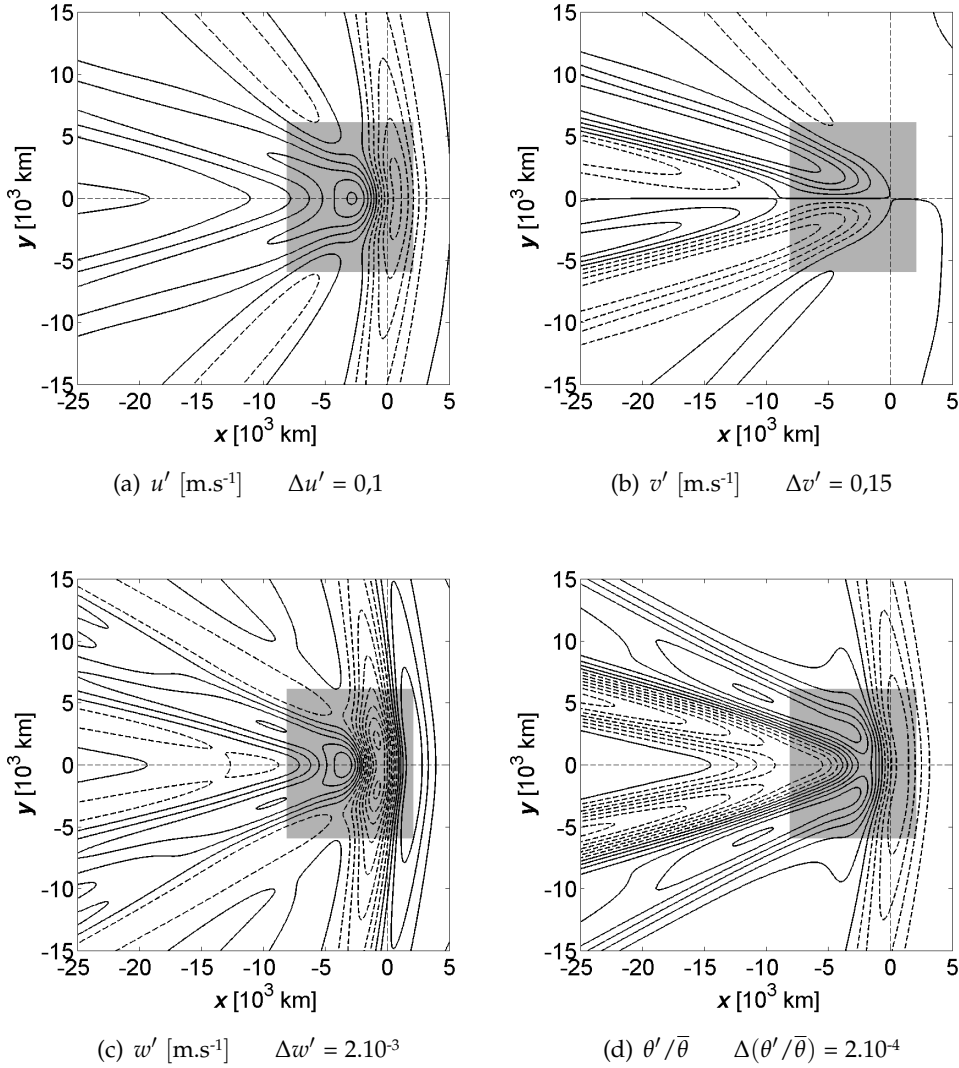 15
10
5
0
-5
-10
-15
y [10³ km]
-25 -20 -15 -10 -5 0 5
x [10³ km]
(a) u′ [m.s⁻¹] Δu′ = 0,1
15
10
5
0
-5
-10
-15
y [10³ km]
-25 -20 -15 -10 -5 0 5
x [10³ km]
(b) v′ [m.s⁻¹] Δv′ = 0,15
15
10
5
0
-5
-10
-15
y [10³ km]
-25 -20 -15 -10 -5 0 5
x [10³ km]
(c) w′ [m.s⁻¹] Δw′ = 2.10⁻³
15
10
5
0
-5
-10
-15
y [10³ km]
-25 -20 -15 -10 -5 0 5
x [10³ km]
(d) θ′/θ̅ Δ(θ′/θ̅) = 2.10⁻⁴